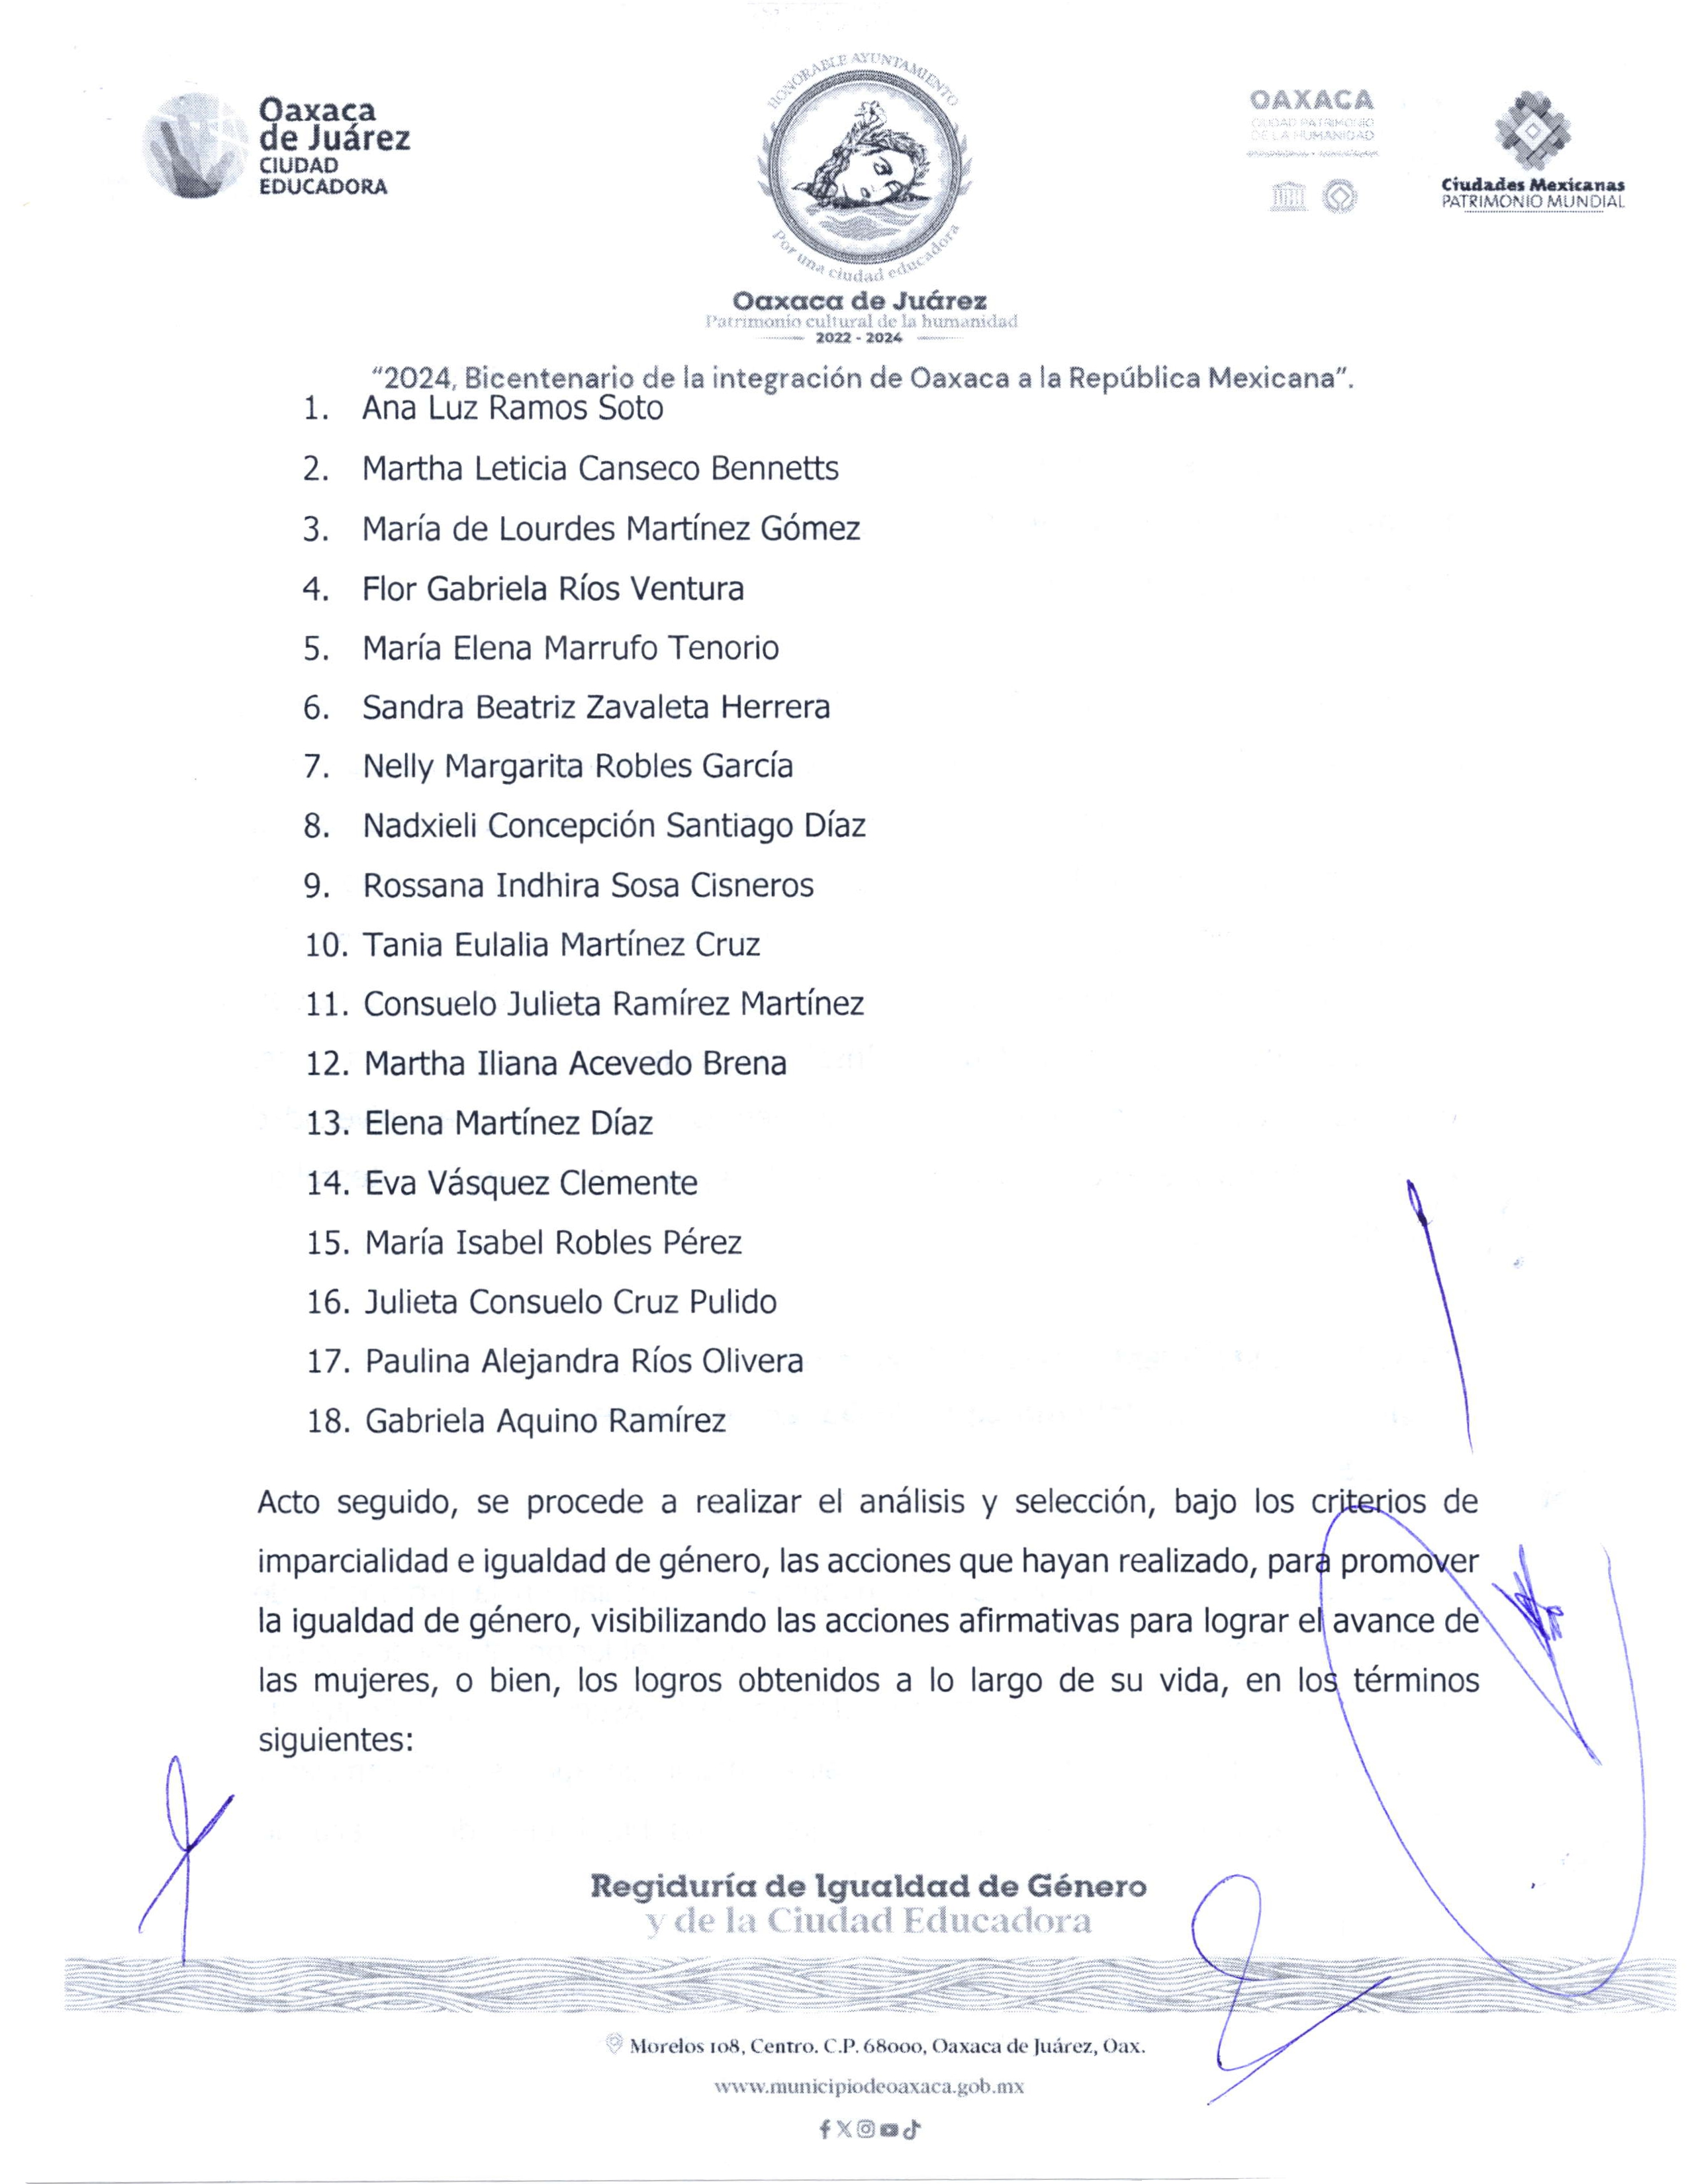 Oaxaca
de Juárez
CIUDAD
EDUCADORA
HONORABLE AYUNTAMIENTO
Por una ciudad educadora
Oaxaca de Juárez
Patrimonio cultural de la humanidad
2022 - 2024
OAXACA
CIUDAD PATRIMONIO
DE LA HUMANIDAD
Ciudades Mexicanas
PATRIMONIO MUNDIAL
“2024, Bicentenario de la integración de Oaxaca a la República Mexicana”.
1. Ana Luz Ramos Soto
2. Martha Leticia Canseco Bennetts
3. María de Lourdes Martínez Gómez
4. Flor Gabriela Ríos Ventura
5. María Elena Marrufo Tenorio
6. Sandra Beatriz Zavaleta Herrera
7. Nelly Margarita Robles García
8. Nadxieli Concepción Santiago Díaz
9. Rossana Indhira Sosa Cisneros
10. Tania Eulalia Martínez Cruz
11. Consuelo Julieta Ramírez Martínez
12. Martha Iliana Acevedo Brena
13. Elena Martínez Díaz
14. Eva Vásquez Clemente
15. María Isabel Robles Pérez
16. Julieta Consuelo Cruz Pulido
17. Paulina Alejandra Ríos Olivera
18. Gabriela Aquino Ramírez
Acto seguido, se procede a realizar el análisis y selección, bajo los criterios de
imparcialidad e igualdad de género, las acciones que hayan realizado, para promover
la igualdad de género, visibilizando las acciones afirmativas para lograr el avance de
las mujeres, o bien, los logros obtenidos a lo largo de su vida, en los términos
siguientes:
Regiduría de Igualdad de Género
y de la Ciudad Educadora
Morelos 108, Centro. C.P. 68000, Oaxaca de Juárez, Oax.
www.municipiodeoaxaca.gob.mx